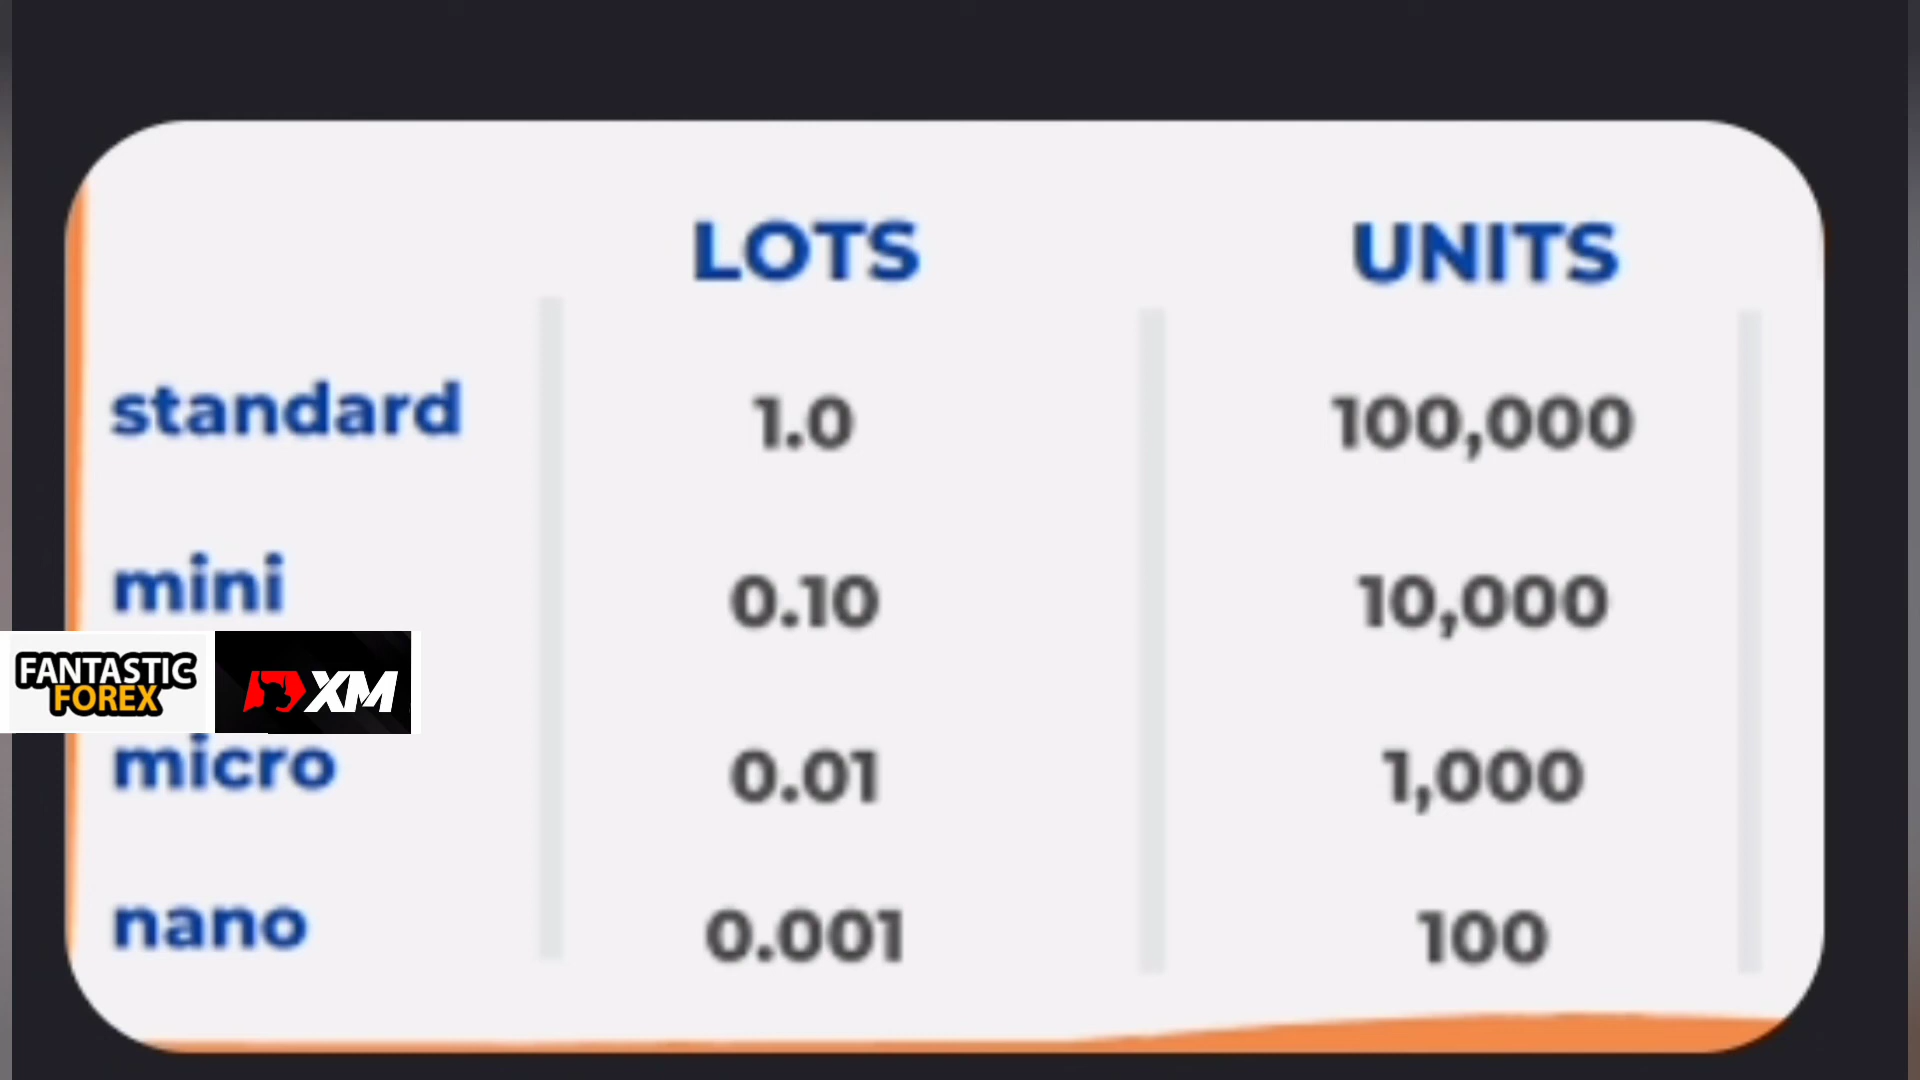 LOTS UNITS
standard 1.0 100,000
mini 0.10 10,000
FANTASTIC
FOREX
XM
micro 0.01 1,000
nano 0.001 100